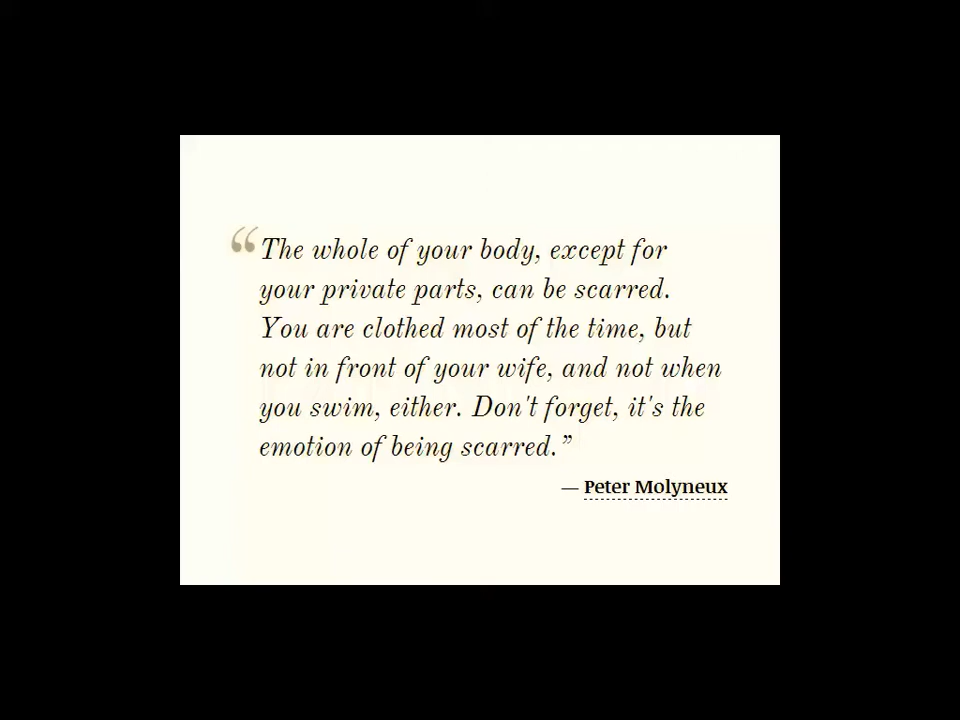 “The whole of your body, except for
your private parts, can be scarred.
You are clothed most of the time, but
not in front of your wife, and not when
you swim, either. Don't forget, it's the
emotion of being scarred.”
— Peter Molyneux